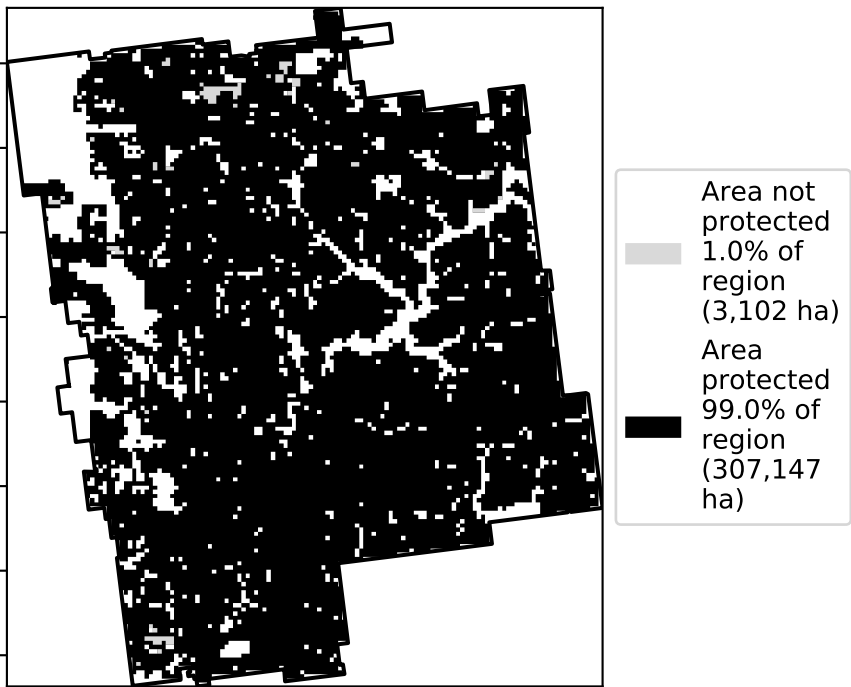 Area not
protected
1.0% of
region
(3,102 ha)
Area
protected
99.0% of
region
(307,147
ha)